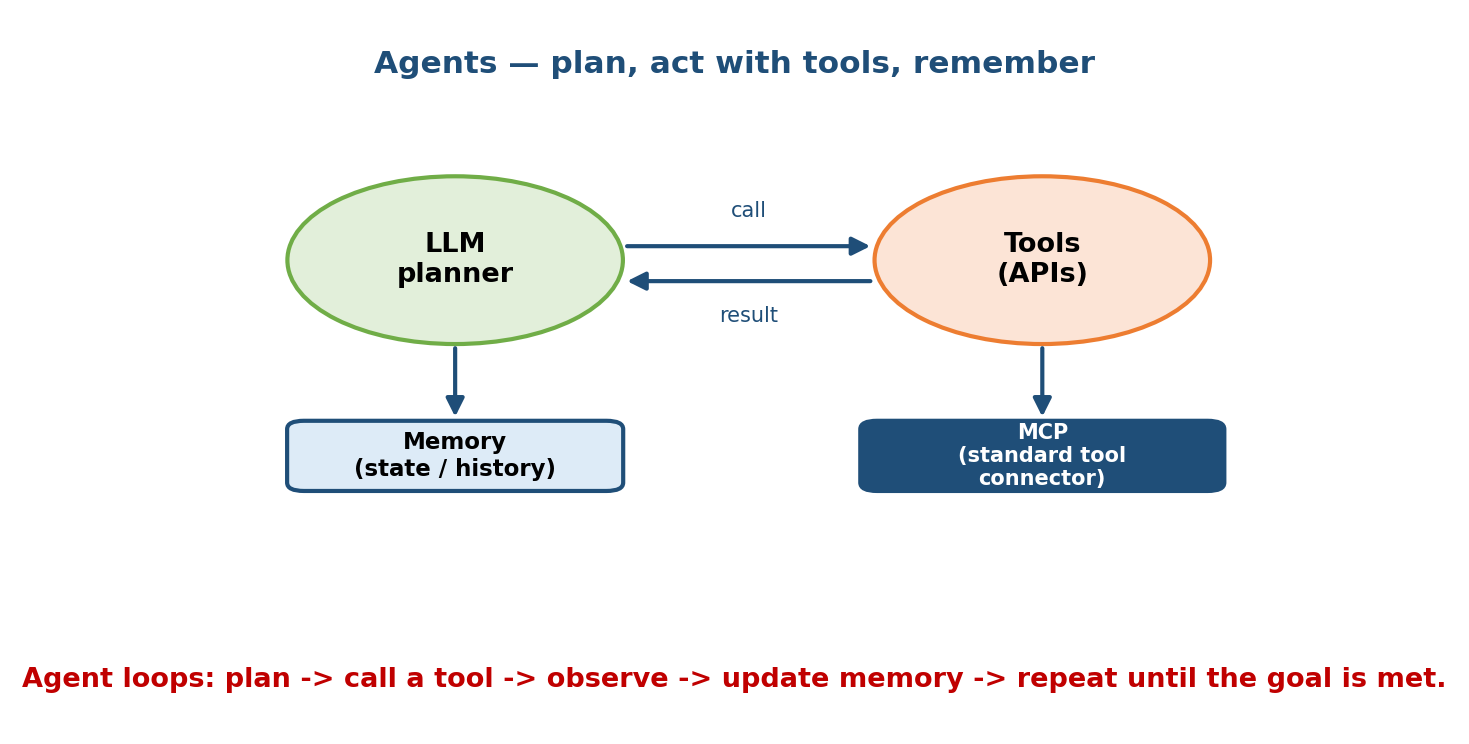 Agents — plan, act with tools, remember
call
LLM
planner
Tools
(APIs)
result
Memory
(state / history)
MCP
(standard tool
connector)
Agent loops: plan -> call a tool -> observe -> update memory -> repeat until the goal is met.